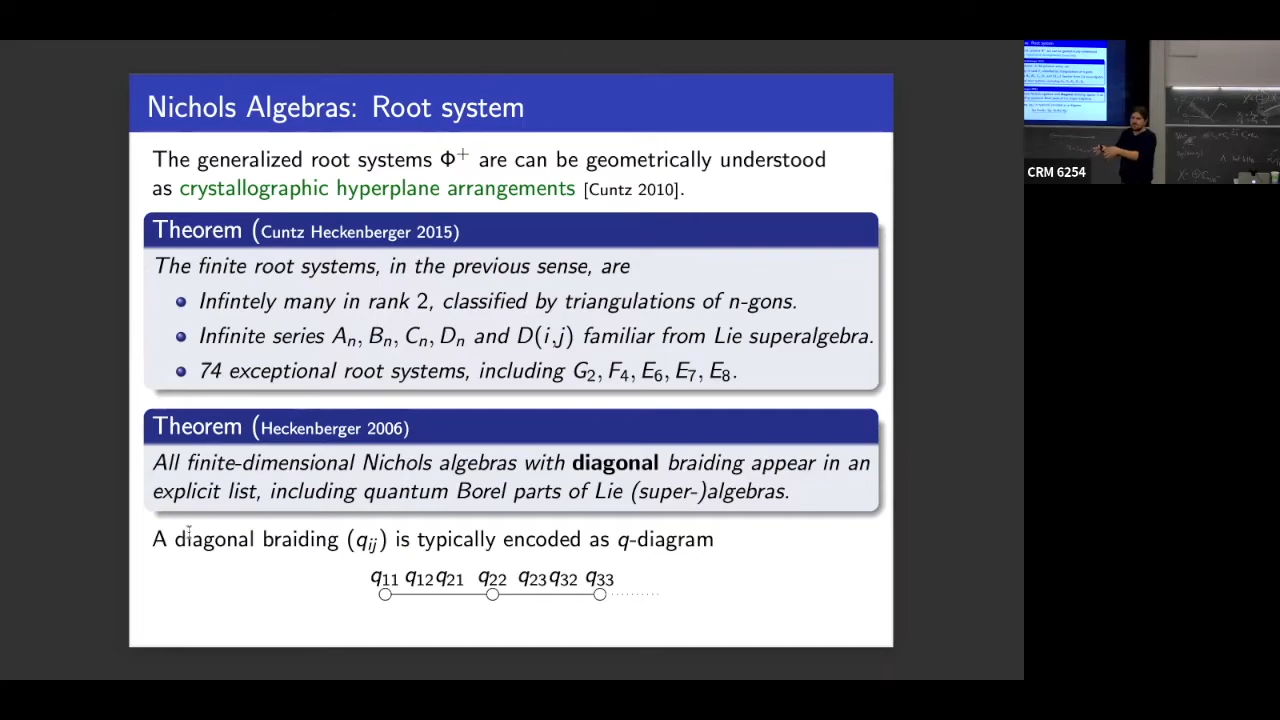 Nichols Algebras - root system
The generalized root systems Φ⁺ are can be geometrically understood
as crystallographic hyperplane arrangements [Cuntz 2010].
Theorem (Cuntz Heckenberger 2015)
The finite root systems, in the previous sense, are
Infintely many in rank 2, classified by triangulations of n-gons.
Infinite series Aₙ, Bₙ, Cₙ, Dₙ and D(i,j) familiar from Lie superalgebra.
74 exceptional root systems, including G₂, F₄, E₆, E₇, E₈.
Theorem (Heckenberger 2006)
All finite-dimensional Nichols algebras with diagonal braiding appear in an
explicit list, including quantum Borel parts of Lie (super-)algebras.
A diagonal braiding (qᵢⱼ) is typically encoded as q-diagram
q₁₁ q₁₂q₂₁ q₂₂ q₂₃q₃₂ q₃₃
CRM 6254